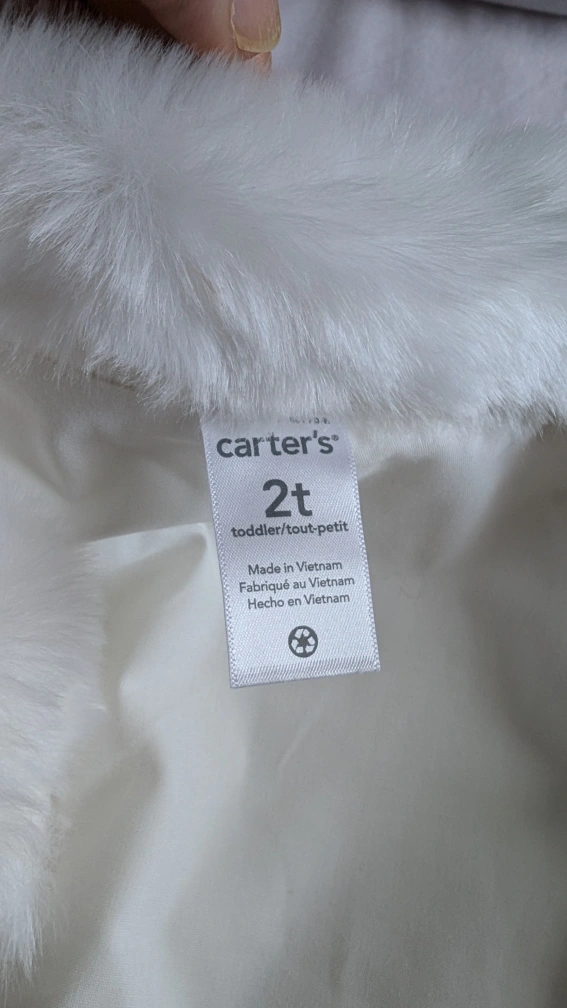 carter's®
2t
toddler/tout-petit
Made in Vietnam
Fabriqué au Vietnam
Hecho en Vietnam